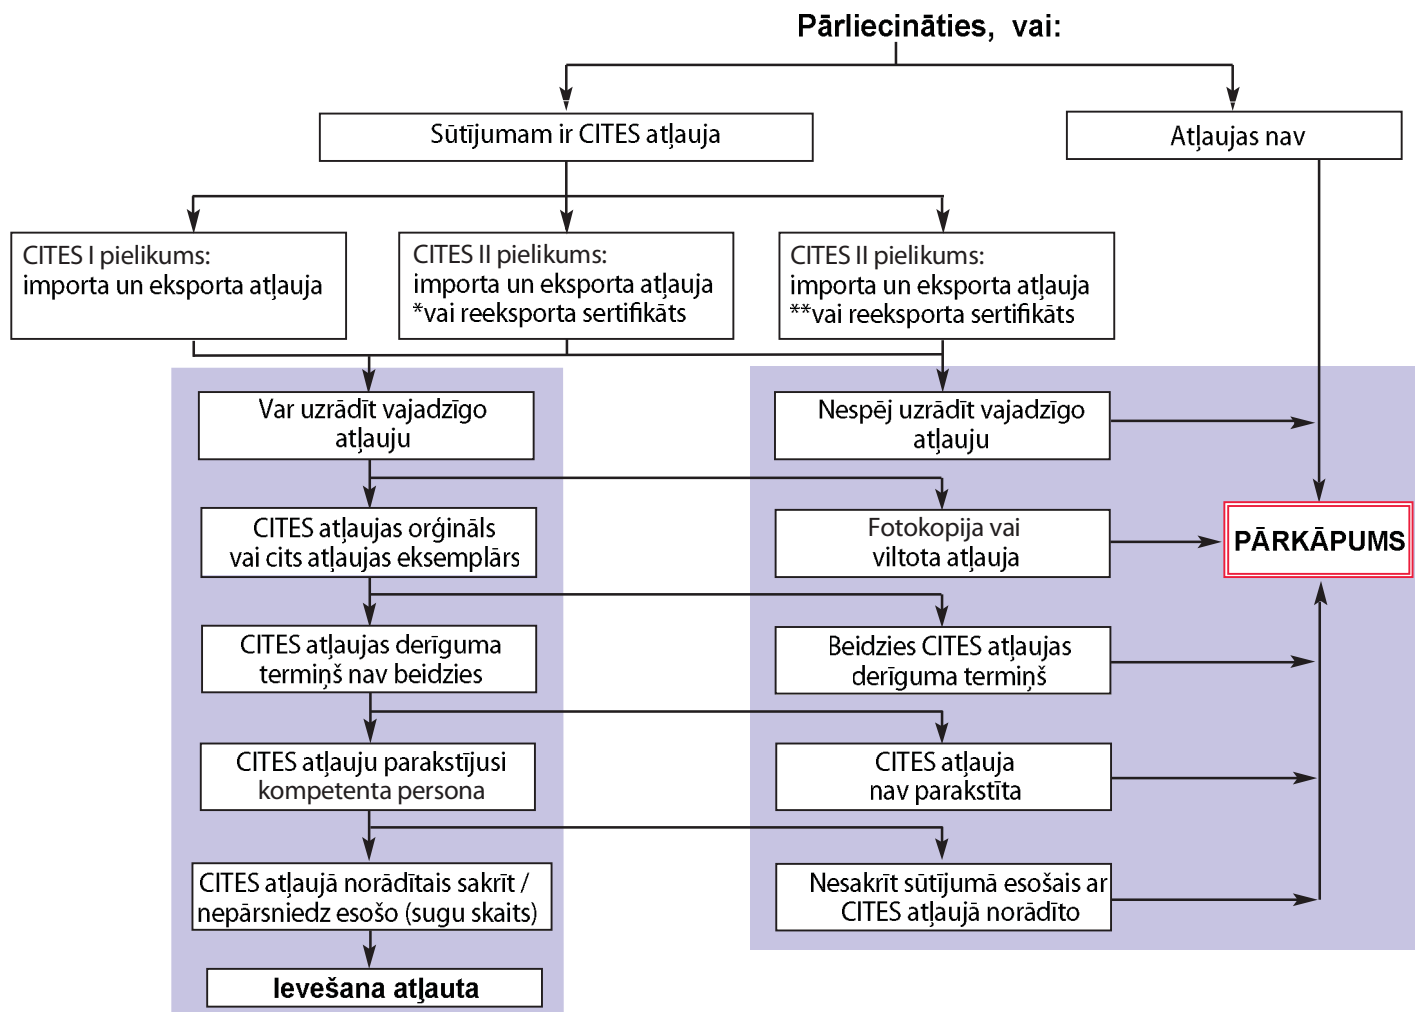 Pārliecināties, vai:
Sūtījumam ir CITES atļauja
Atļaujas nav
CITES I pielikums:
importa un eksporta atļauja
CITES II pielikums:
importa un eksporta atļauja
*vai reeksporta sertifikāts
CITES II pielikums:
importa un eksporta atļauja
**vai reeksporta sertifikāts
Var uzrādīt vajadzīgo
atļauju
Nespēj uzrādīt vajadzīgo
atļauju
CITES atļaujas orģināls
vai cits atļaujas eksemplārs
Fotokopija vai
viltota atļauja
PĀRKĀPUMS
CITES atļaujas derīguma
termiņš nav beidzies
Beidzies CITES atļaujas
derīguma termiņš
CITES atļauju parakstījusi
kompetenta persona
CITES atļauja
nav parakstīta
CITES atļaujā norādītais sakrīt /
nepārsniedz esošo (sugu skaits)
Nesakrīt sūtījumā esošais ar
CITES atļaujā norādīto
Ievešana atļauta